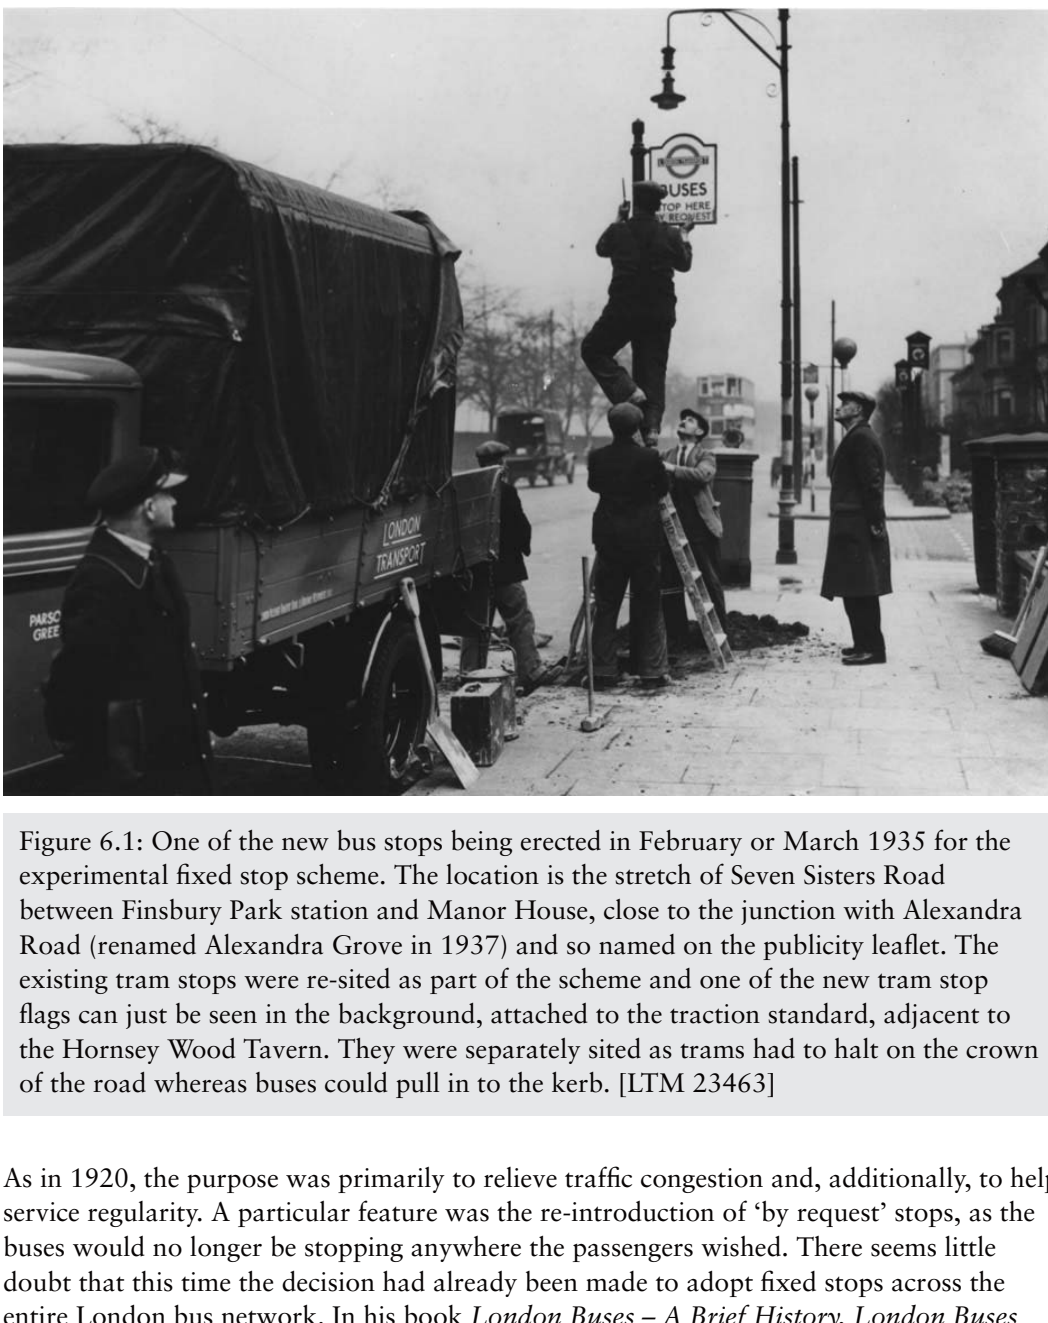 LONDON TRANSPORT
BUSES
STOP HERE
BY REQUEST
LONDON
TRANSPORT
PARSO
GREE
Figure 6.1: One of the new bus stops being erected in February or March 1935 for the
experimental fixed stop scheme. The location is the stretch of Seven Sisters Road
between Finsbury Park station and Manor House, close to the junction with Alexandra
Road (renamed Alexandra Grove in 1937) and so named on the publicity leaflet. The
existing tram stops were re-sited as part of the scheme and one of the new tram stop
flags can just be seen in the background, attached to the traction standard, adjacent to
the Hornsey Wood Tavern. They were separately sited as trams had to halt on the crown
of the road whereas buses could pull in to the kerb. [LTM 23463]
As in 1920, the purpose was primarily to relieve traffic congestion and, additionally, to help
service regularity. A particular feature was the re-introduction of ‘by request’ stops, as the
buses would no longer be stopping anywhere the passengers wished. There seems little
doubt that this time the decision had already been made to adopt fixed stops across the
entire London bus network. In his book London Buses – A Brief History, London Buses